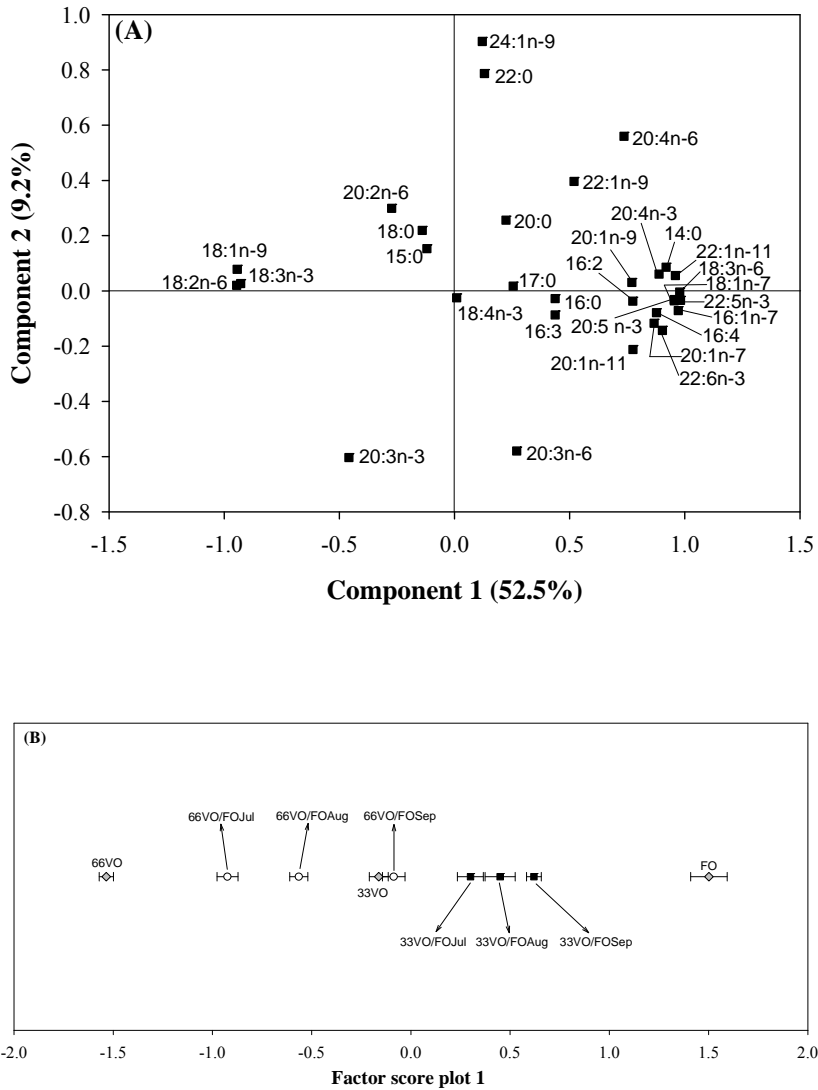 (A)
1.0
0.8
0.6
0.4
0.2
0.0
-0.2
-0.4
-0.6
-0.8
Component 2 (9.2%)
24:1n-9
22:0
20:4n-6
22:1n-9
20:2n-6
18:0
15:0
20:0
20:4n-3
14:0
20:1n-9
22:1n-11
18:1n-9
18:3n-3
18:2n-6
17:0
16:2
18:3n-6
18:1n-7
18:4n-3
16:0
22:5n-3
16:3
20:5 n-3
16:1n-7
16:4
20:1n-11
20:1n-7
22:6n-3
20:3n-3
20:3n-6
-1.5 -1.0 -0.5 0.0 0.5 1.0 1.5
Component 1 (52.5%)
(B)
66VO/FOJul 66VO/FOAug 66VO/FOSep
66VO
FO
33VO
33VO/FOJul 33VO/FOAug 33VO/FOSep
-2.0 -1.5 -1.0 -0.5 0.0 0.5 1.0 1.5 2.0
Factor score plot 1